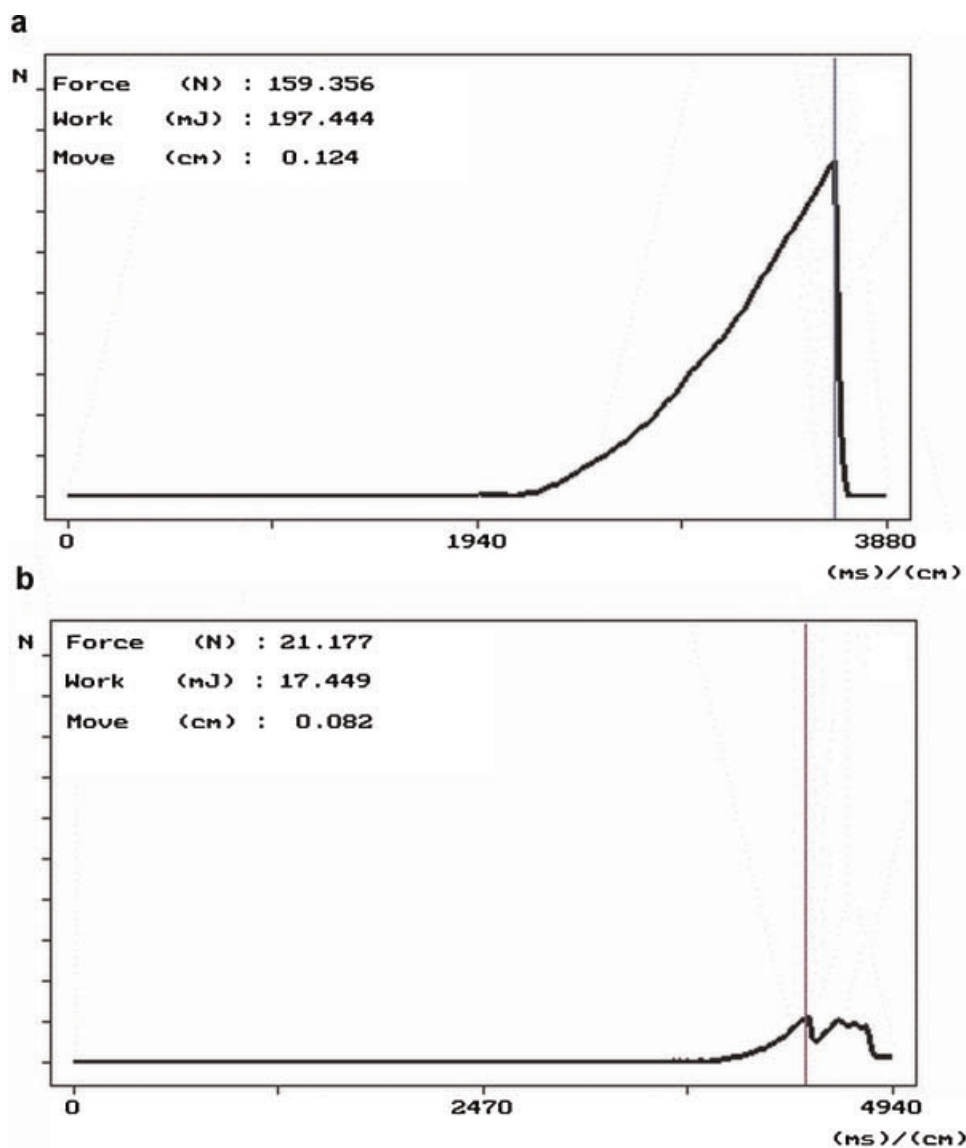 a
N
Force (N) : 159.356
Work (mJ) : 197.444
Move (cm) : 0.124
0 1940 3880
(ms)/(cm)
b
N
Force (N) : 21.177
Work (mJ) : 17.449
Move (cm) : 0.082
0 2470 4940
(ms)/(cm)